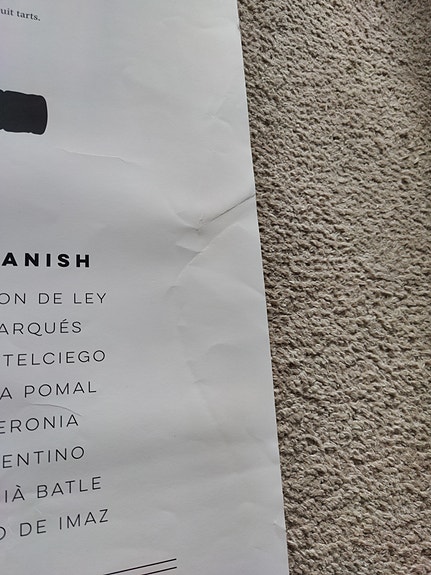 uit tarts.
ANISH
ON DE LEY
ARQUÉS
TELCIEGO
A POMAL
ERONIA
ENTINO
IÀ BATLE
O DE IMAZ